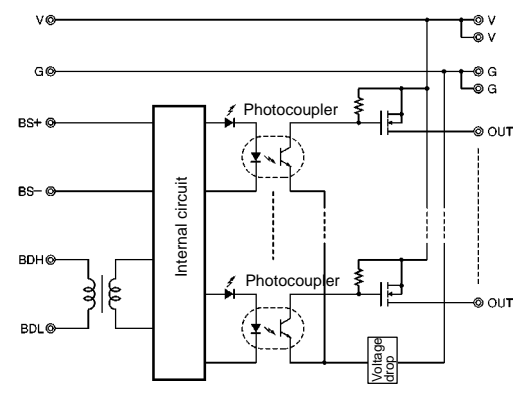 V V
V
G G
G
BS+ Photocoupler OUT
BS−
Internal circuit
BDH Photocoupler
OUT
BDL
Voltage
drop